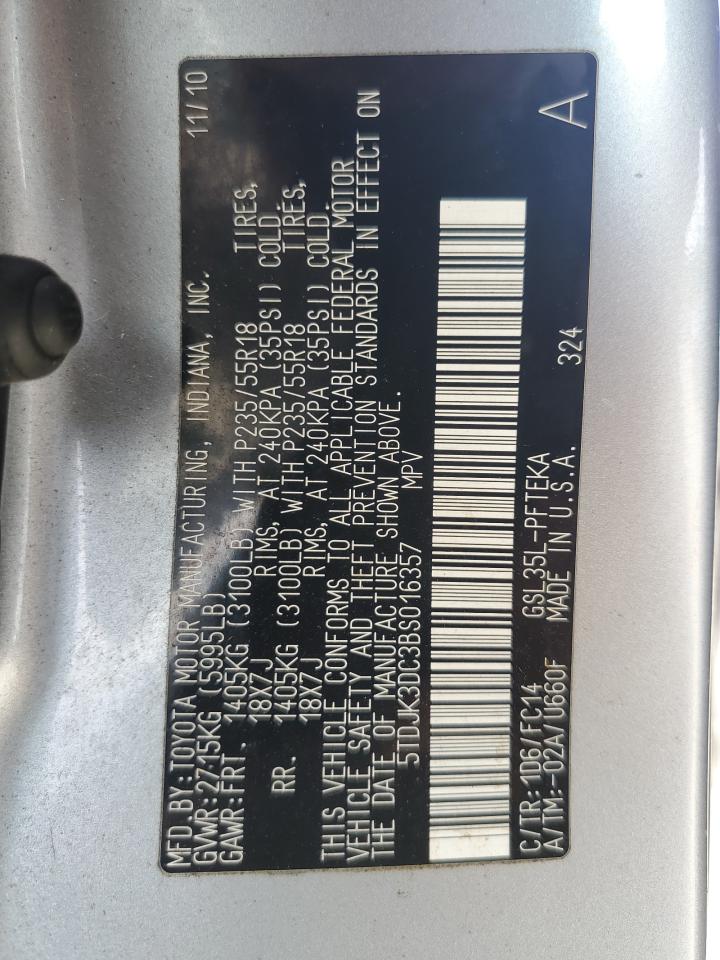 MFD.BY:TOYOTA MOTOR MANUFACTURING, INDIANA, INC. 11/10
GVWR:2715KG (5995LB)
GAWR:FRT. 1405KG (3100LB) WITH P235/55R18 TIRES,
18X7J RIMS, AT 240KPA (35PSI) COLD.
RR. 1405KG (3100LB) WITH P235/55R18 TIRES,
18X7J RIMS, AT 240KPA (35PSI) COLD.
THIS VEHICLE CONFORMS TO ALL APPLICABLE FEDERAL MOTOR
VEHICLE SAFETY AND THEFT PREVENTION STANDARDS IN EFFECT ON
THE DATE OF MANUFACTURE SHOWN ABOVE.
5TDJK3DC3BS016357 MPV
C/TR:1D6/FC14 GSL35L-PFTEKA
A/TM:-02A/U660F MADE IN U.S.A. 324 A